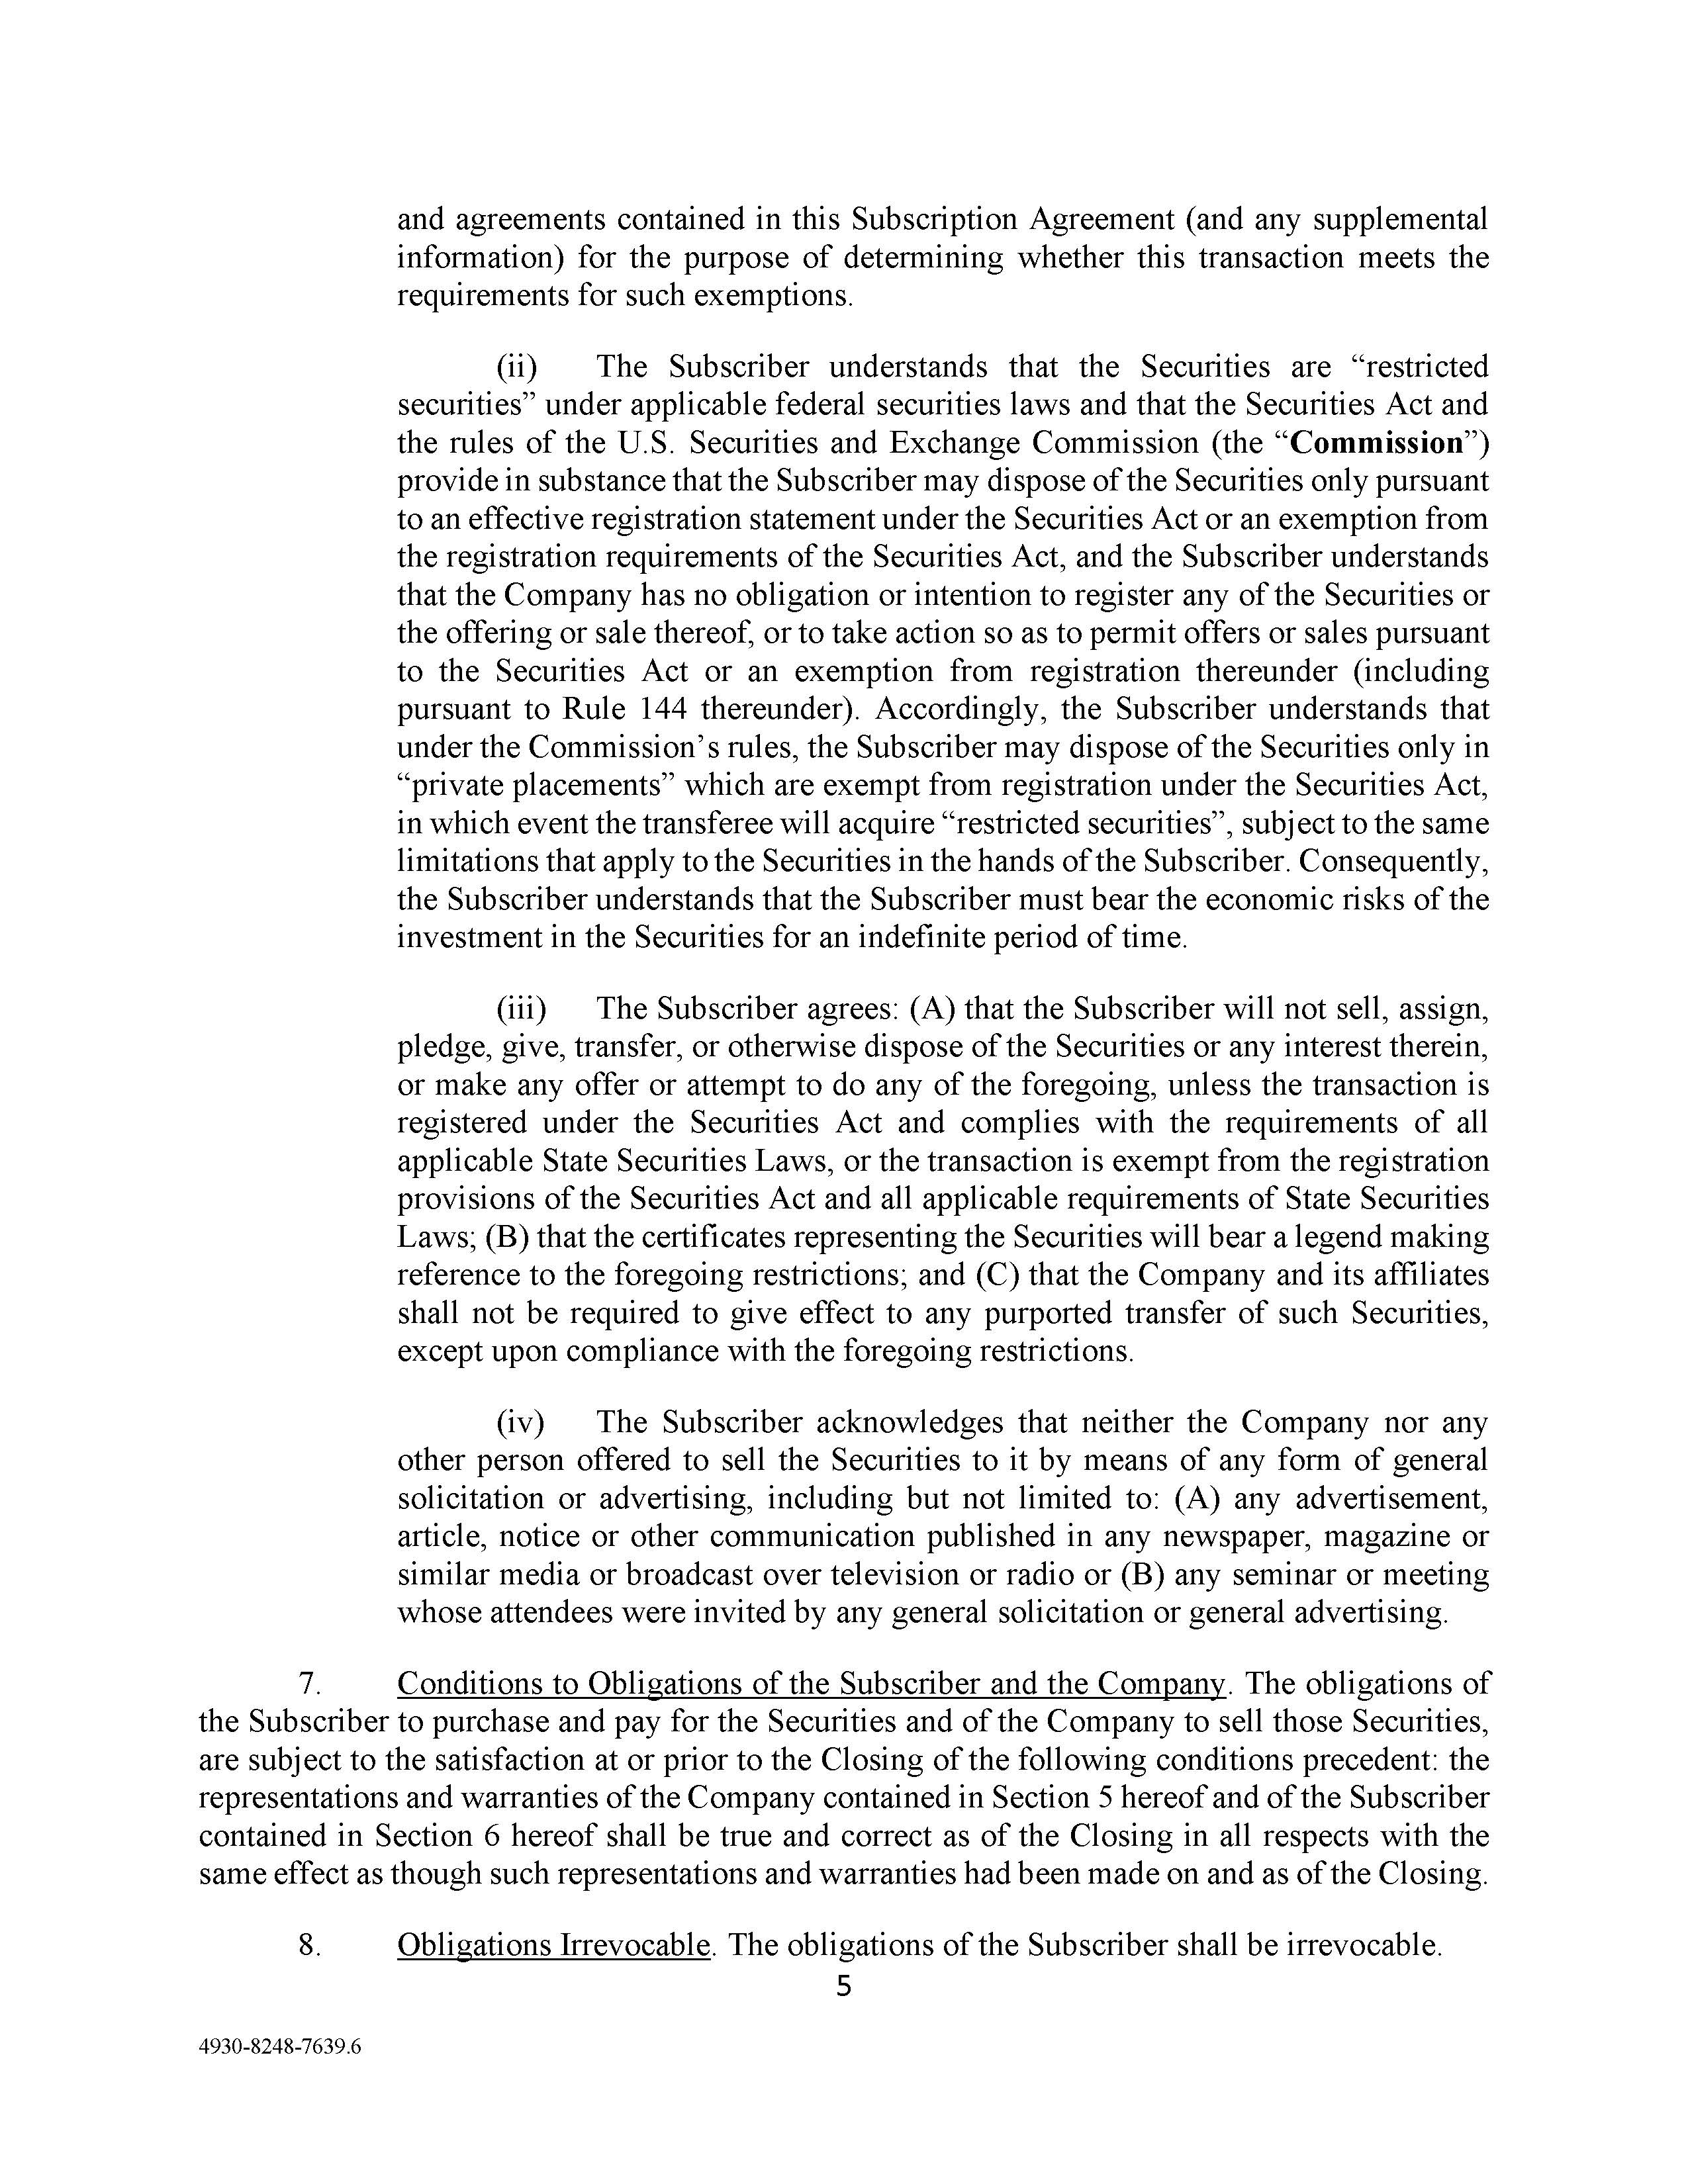 and agreements contained in this Subscription Agreement (and any supplemental
information) for the purpose of determining whether this transaction meets the
requirements for such exemptions.
(ii) The Subscriber understands that the Securities are “restricted
securities” under applicable federal securities laws and that the Securities Act and
the rules of the U.S. Securities and Exchange Commission (the “Commission”)
provide in substance that the Subscriber may dispose of the Securities only pursuant
to an effective registration statement under the Securities Act or an exemption from
the registration requirements of the Securities Act, and the Subscriber understands
that the Company has no obligation or intention to register any of the Securities or
the offering or sale thereof, or to take action so as to permit offers or sales pursuant
to the Securities Act or an exemption from registration thereunder (including
pursuant to Rule 144 thereunder). Accordingly, the Subscriber understands that
under the Commission’s rules, the Subscriber may dispose of the Securities only in
“private placements” which are exempt from registration under the Securities Act,
in which event the transferee will acquire “restricted securities”, subject to the same
limitations that apply to the Securities in the hands of the Subscriber. Consequently,
the Subscriber understands that the Subscriber must bear the economic risks of the
investment in the Securities for an indefinite period of time.
(iii) The Subscriber agrees: (A) that the Subscriber will not sell, assign,
pledge, give, transfer, or otherwise dispose of the Securities or any interest therein,
or make any offer or attempt to do any of the foregoing, unless the transaction is
registered under the Securities Act and complies with the requirements of all
applicable State Securities Laws, or the transaction is exempt from the registration
provisions of the Securities Act and all applicable requirements of State Securities
Laws; (B) that the certificates representing the Securities will bear a legend making
reference to the foregoing restrictions; and (C) that the Company and its affiliates
shall not be required to give effect to any purported transfer of such Securities,
except upon compliance with the foregoing restrictions.
(iv) The Subscriber acknowledges that neither the Company nor any
other person offered to sell the Securities to it by means of any form of general
solicitation or advertising, including but not limited to: (A) any advertisement,
article, notice or other communication published in any newspaper, magazine or
similar media or broadcast over television or radio or (B) any seminar or meeting
whose attendees were invited by any general solicitation or general advertising.
7. Conditions to Obligations of the Subscriber and the Company. The obligations of
the Subscriber to purchase and pay for the Securities and of the Company to sell those Securities,
are subject to the satisfaction at or prior to the Closing of the following conditions precedent: the
representations and warranties of the Company contained in Section 5 hereof and of the Subscriber
contained in Section 6 hereof shall be true and correct as of the Closing in all respects with the
same effect as though such representations and warranties had been made on and as of the Closing.
8. Obligations Irrevocable. The obligations of the Subscriber shall be irrevocable.
5
4930-8248-7639.6